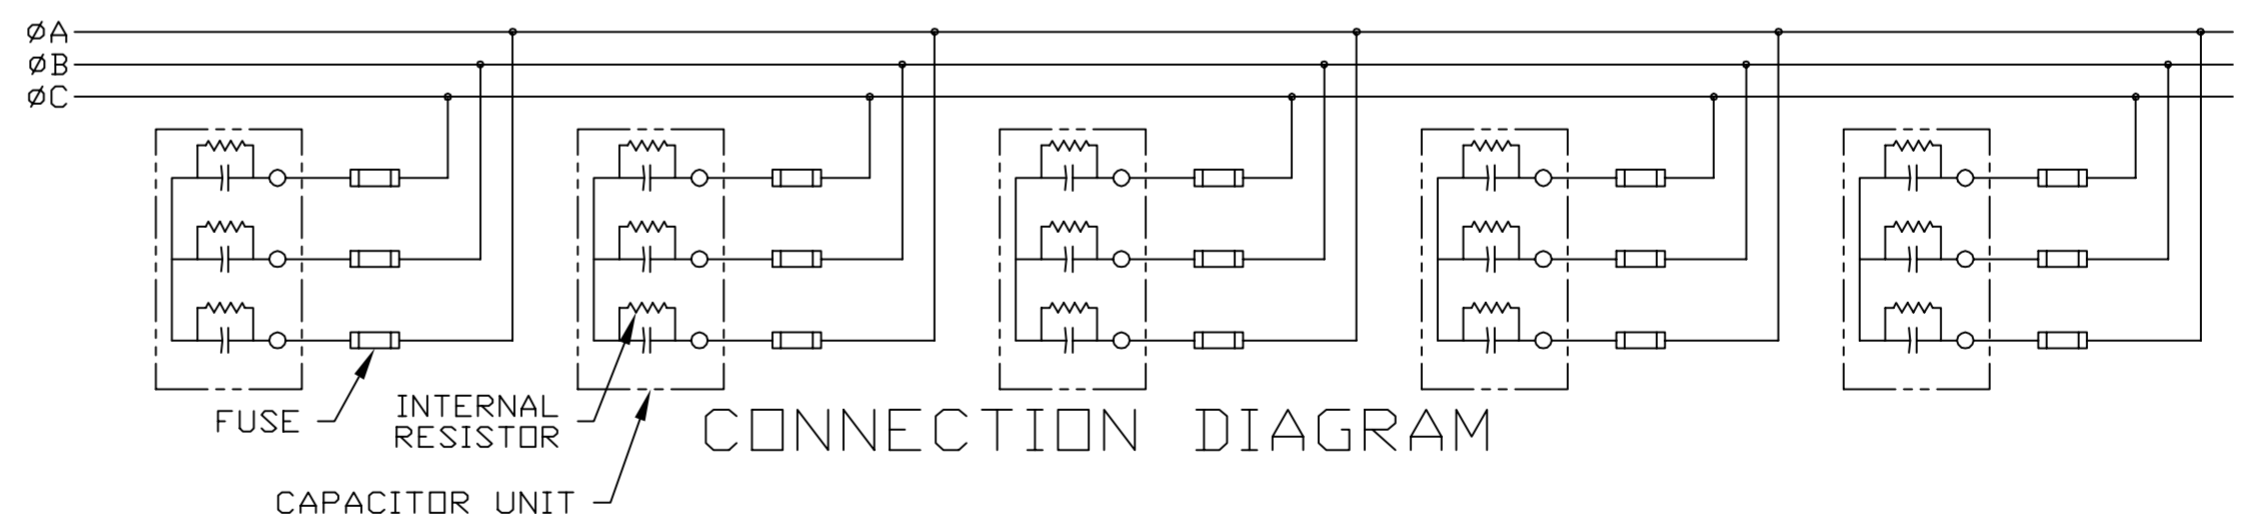 ØA
ØB
ØC
FUSE
INTERNAL
RESISTOR
CONNECTION DIAGRAM
CAPACITOR UNIT